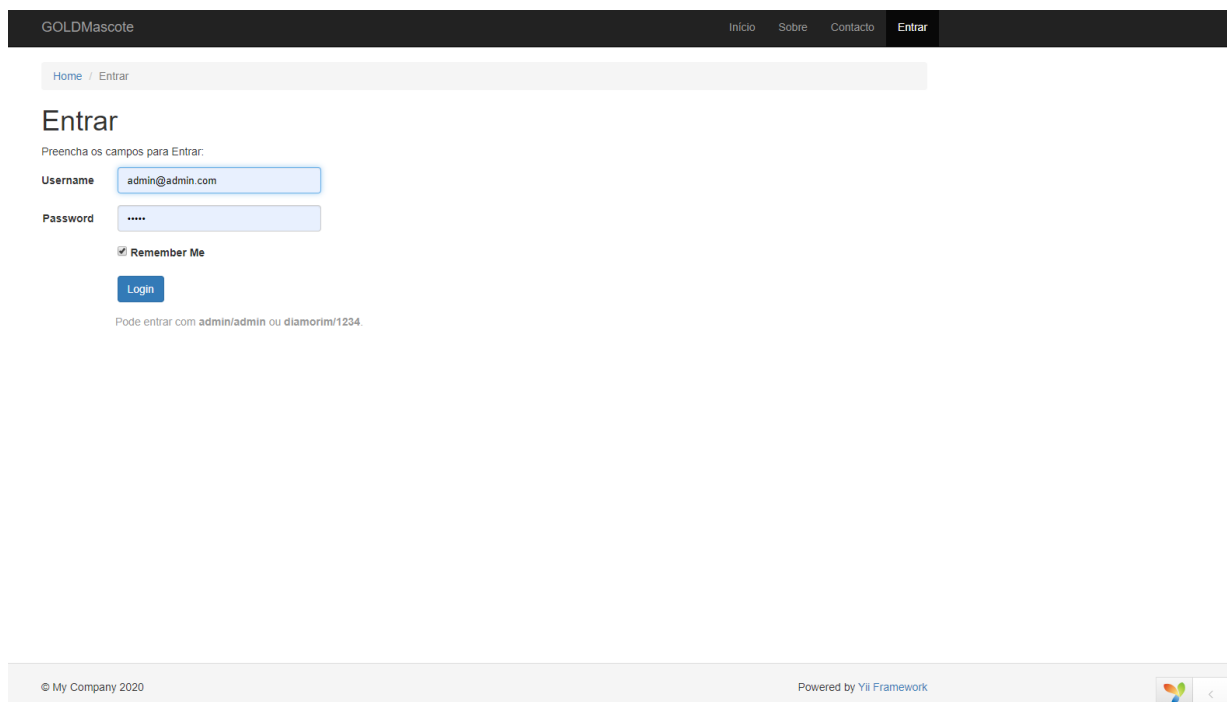 GOLDMascote Início Sobre Contacto Entrar
Home / Entrar
Entrar
Preencha os campos para Entrar:
Username admin@admin.com
Password •••••
Remember Me
Login
Pode entrar com admin/admin ou diamorim/1234.
© My Company 2020 Powered by Yii Framework